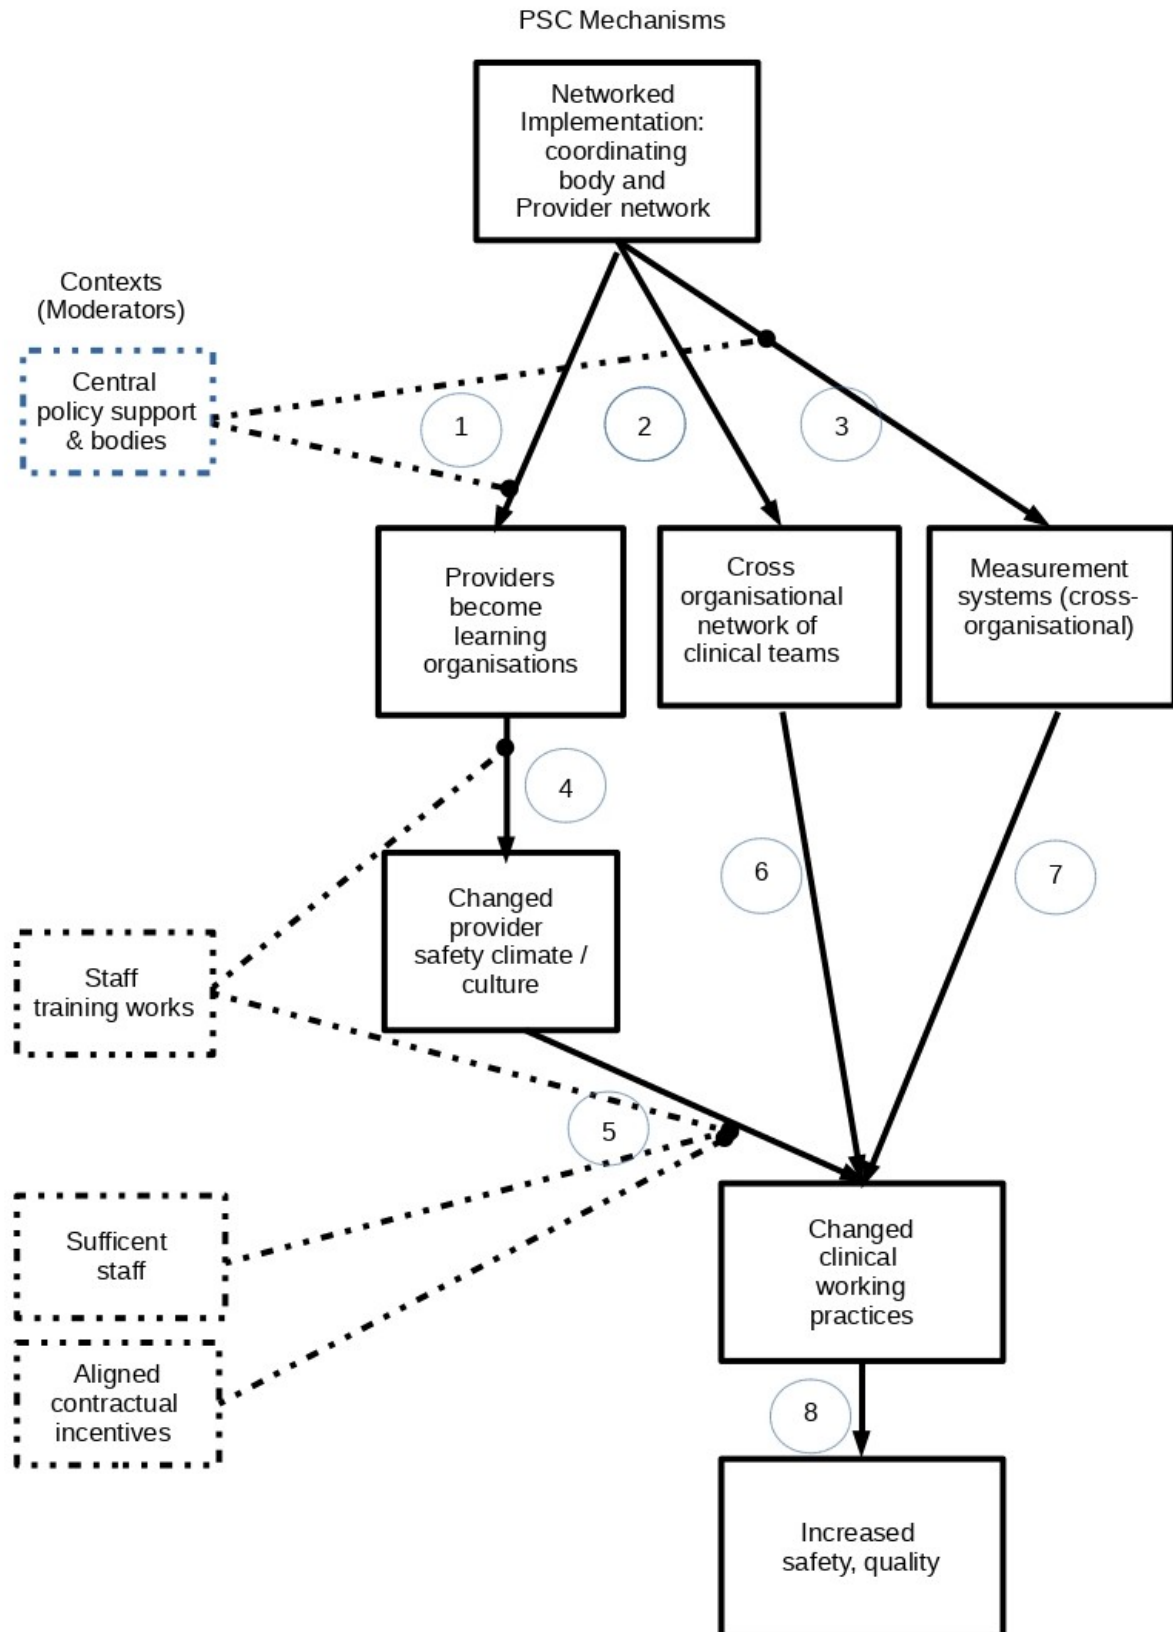 PSC Mechanisms
Networked
Implementation:
coordinating
body and
Provider network
Contexts
(Moderators)
Central
policy support
& bodies
1
2
3
Providers
become
learning
organisations
Cross
organisational
network of
clinical teams
Measurement
systems (cross-
organisational)
4
6
7
Changed
provider
safety climate /
culture
Staff
training works
5
Sufficent
staff
Changed
clinical
working
practices
Aligned
contractual
incentives
8
Increased
safety, quality